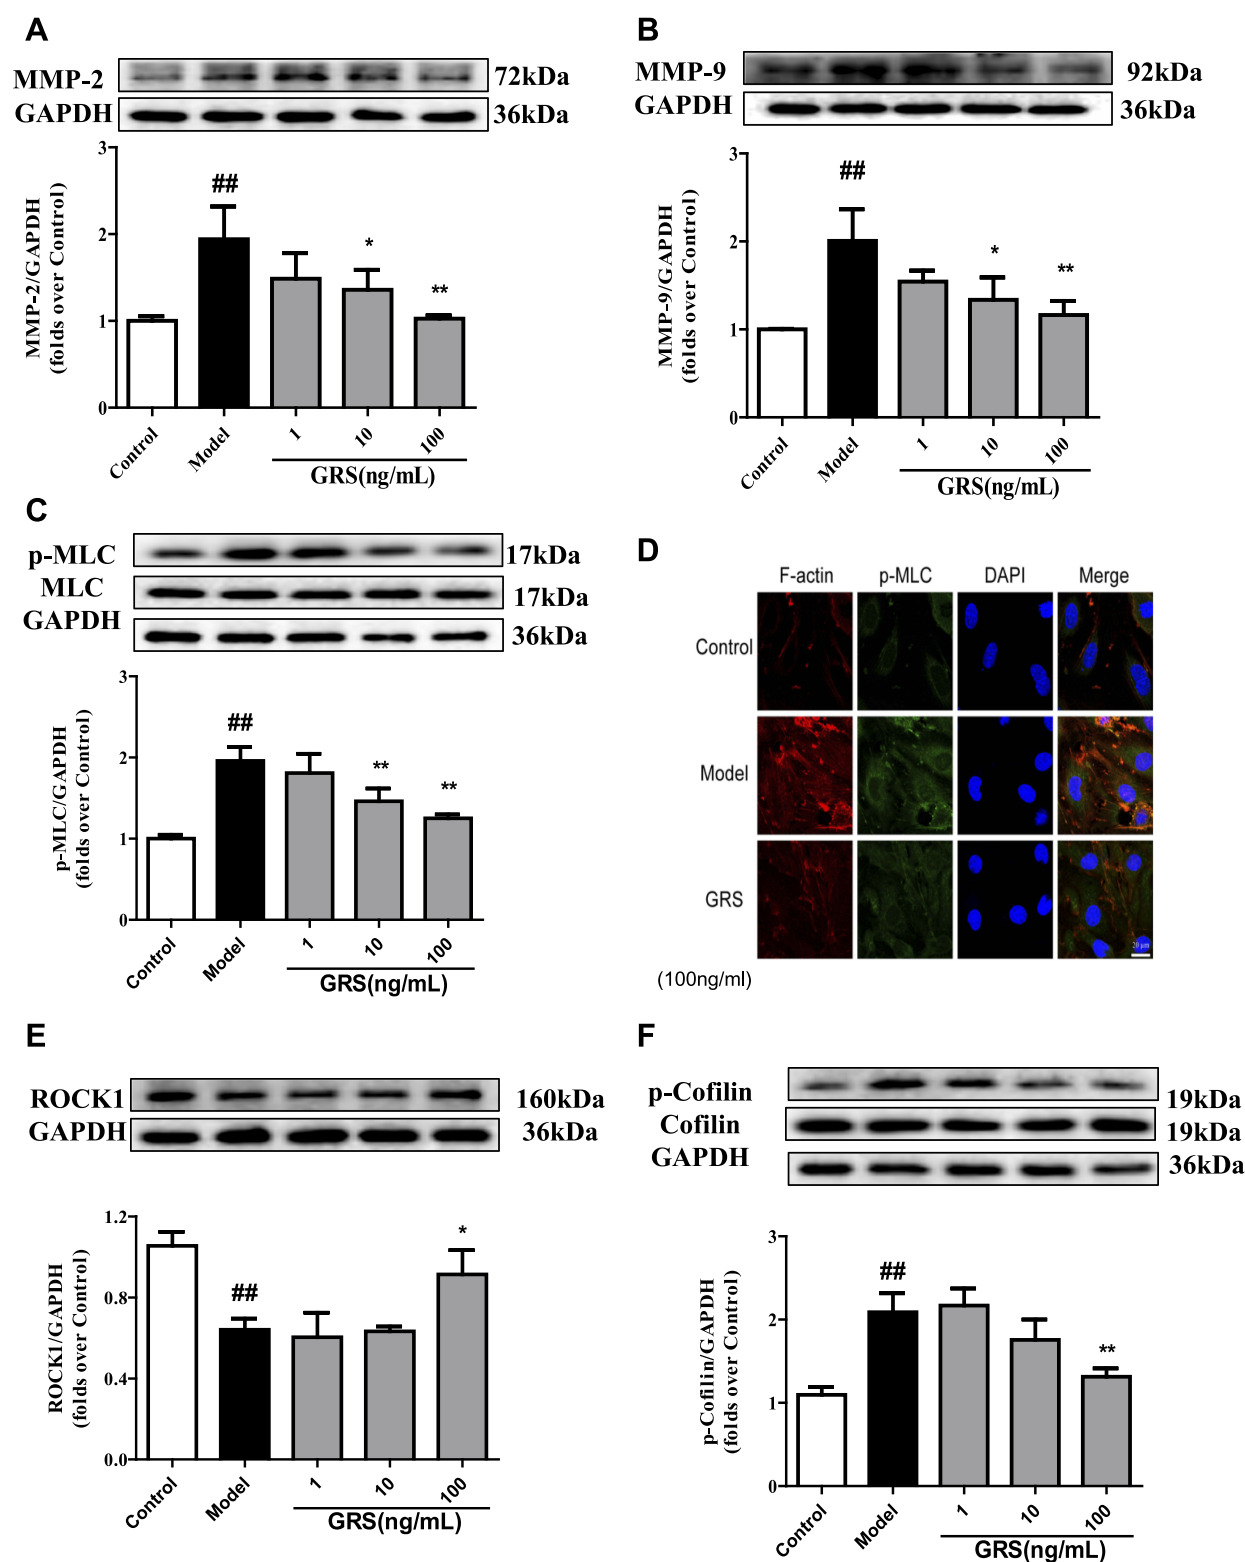 A
MMP-2
72kDa
GAPDH
36kDa
MMP-2/GAPDH
(folds over Control)
3
2
1
0
##
*
**
Control
Model
1
10
100
GRS(ng/mL)
B
MMP-9
92kDa
GAPDH
36kDa
MMP-9/GAPDH
(folds over Control)
3
2
1
0
##
*
**
Control
Model
1
10
100
GRS(ng/mL)
C
p-MLC
17kDa
MLC
17kDa
GAPDH
36kDa
p-MLC/GAPDH
(folds over Control)
3
2
1
0
##
**
**
Control
Model
1
10
100
GRS(ng/mL)
D
F-actin
p-MLC
DAPI
Merge
Control
Model
GRS
(100ng/ml)
20 μm
E
ROCK1
160kDa
GAPDH
36kDa
ROCK1/GAPDH
(folds over Control)
1.2
0.8
0.4
0.0
##
*
Control
Model
1
10
100
GRS(ng/mL)
F
p-Cofilin
19kDa
Cofilin
19kDa
GAPDH
36kDa
p-Cofilin/GAPDH
(folds over Control)
3
2
1
0
##
**
Control
Model
1
10
100
GRS(ng/mL)